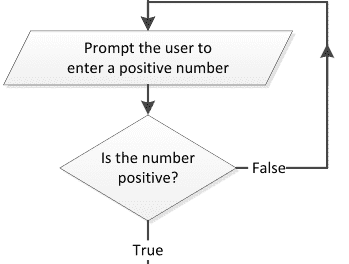 Prompt the user to
enter a positive number
Is the number
positive?
False
True